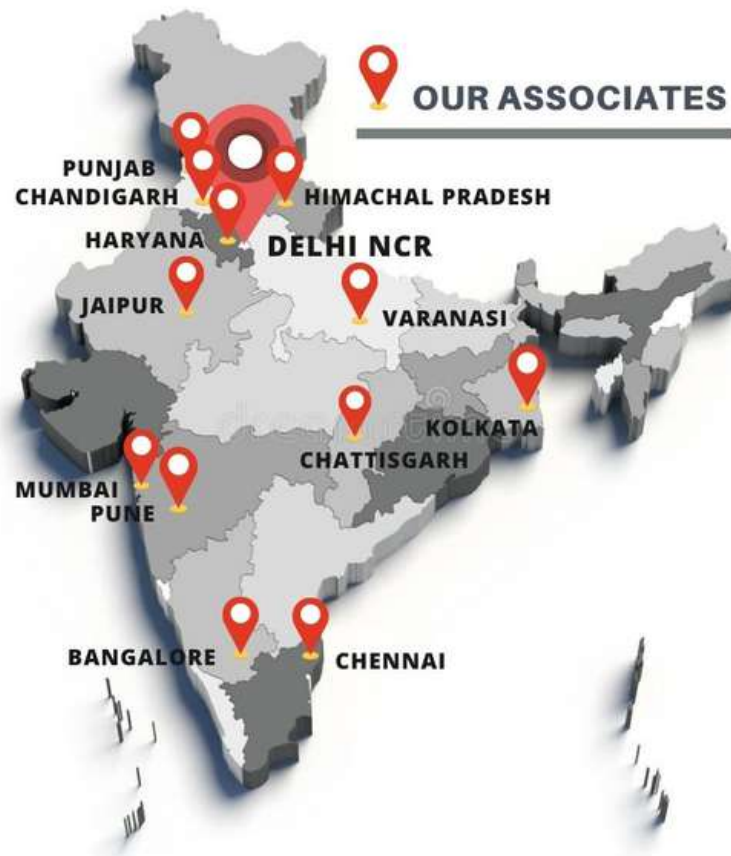 OUR ASSOCIATES
PUNJAB
CHANDIGARH
HIMACHAL PRADESH
HARYANA
DELHI NCR
JAIPUR
VARANASI
KOLKATA
CHATTISGARH
MUMBAI
PUNE
BANGALORE
CHENNAI